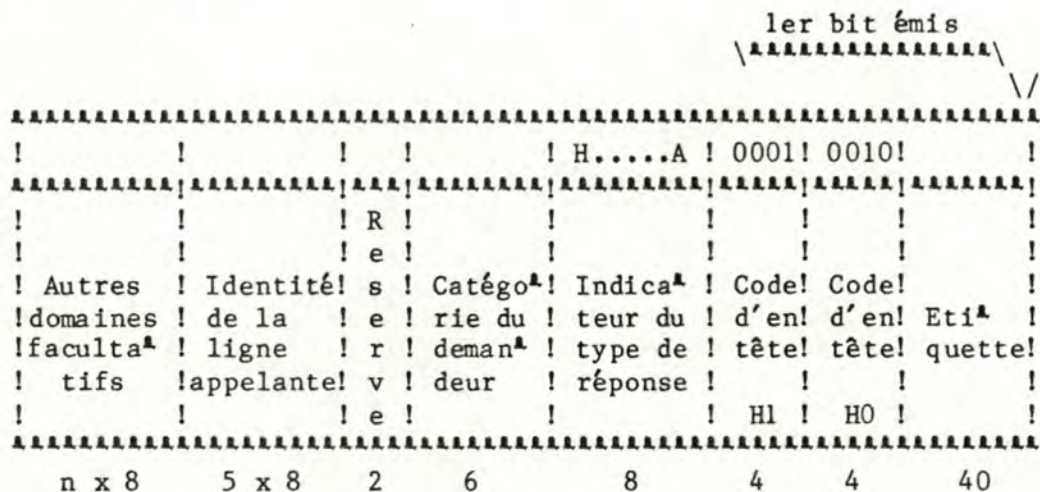 1er bit émis
H.....A ! 0001! 0010!
R
e
Autres ! Identité! s ! Catégo- ! Indica- ! Code! Code!
!domaines ! de la ! e ! rie du ! teur du ! d'en! d'en! Eti-
!faculta- ! ligne ! r ! deman- ! type de ! tête! tête! quette!
tifs !appelante! v ! deur ! réponse !
e ! H1 ! H0 !
n x 8 5 x 8 2 6 8 4 4 40